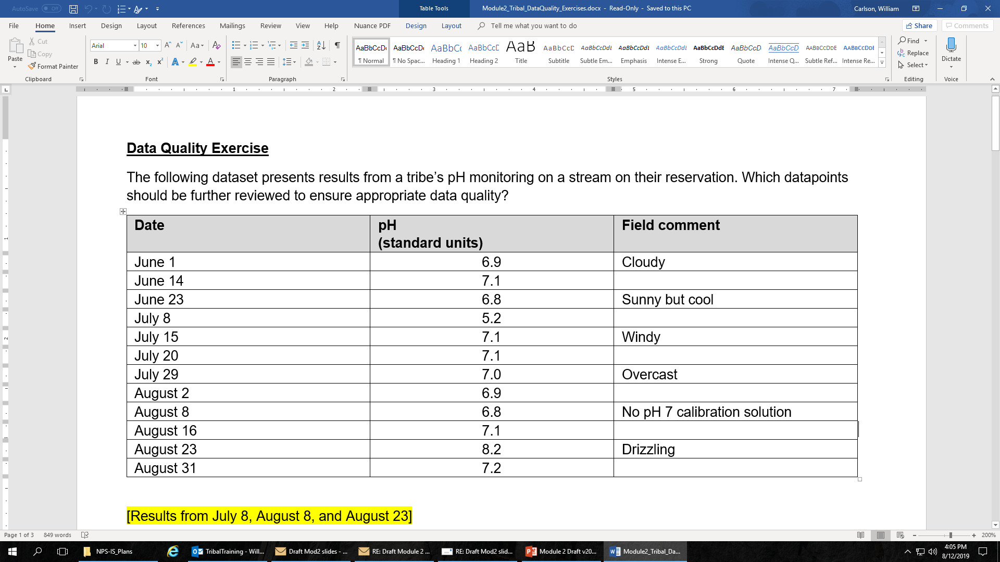 AutoSave Off
Table Tools
Module2_Tribal_DataQuality_Exercises.docx - Read-Only - Saved to this PC
Carlson, William
File Home Insert Design Layout References Mailings Review View Help Nuance PDF Design Layout Tell me what you want to do Share Comments
Paste Cut Copy Format Painter
Arial 10
AaBbCcDc ¶ Normal
AaBbCcDc ¶ No Spac...
AaBbCc Heading 1
AaBbCcC Heading 2
AaB Title
AaBbCcD Subtitle
AaBbCcDdI Subtle Em...
AaBbCcDdI Emphasis
AaBbCcDdI Intense E...
AaBbCcDdE Strong
AaBbCcD Quote
AaBbCcD Intense Q...
AABBCCDDE Subtle Ref...
AABBCCDDI Intense Re...
Find Replace Select
Dictate
Clipboard Font Paragraph Styles Editing Voice
1 2 3 4 5 6 7
Data Quality Exercise
The following dataset presents results from a tribe’s pH monitoring on a stream on their reservation. Which datapoints
should be further reviewed to ensure appropriate data quality?
Date pH Field comment
(standard units)
June 1 6.9 Cloudy
June 14 7.1
June 23 6.8 Sunny but cool
July 8 5.2
July 15 7.1 Windy
July 20 7.1
July 29 7.0 Overcast
August 2 6.9
August 8 6.8 No pH 7 calibration solution
August 16 7.1
August 23 8.2 Drizzling
August 31 7.2
[Results from July 8, August 8, and August 23]
Page 1 of 3 849 words 200%
NPS-IS_Plans
TribalTraining - Will...
Draft Mod2 slides - ...
RE: Draft Module 2 ...
RE: Draft Mod2 slid...
Module 2 Draft v20...
Module2_Tribal_Da...
4:05 PM
8/12/2019